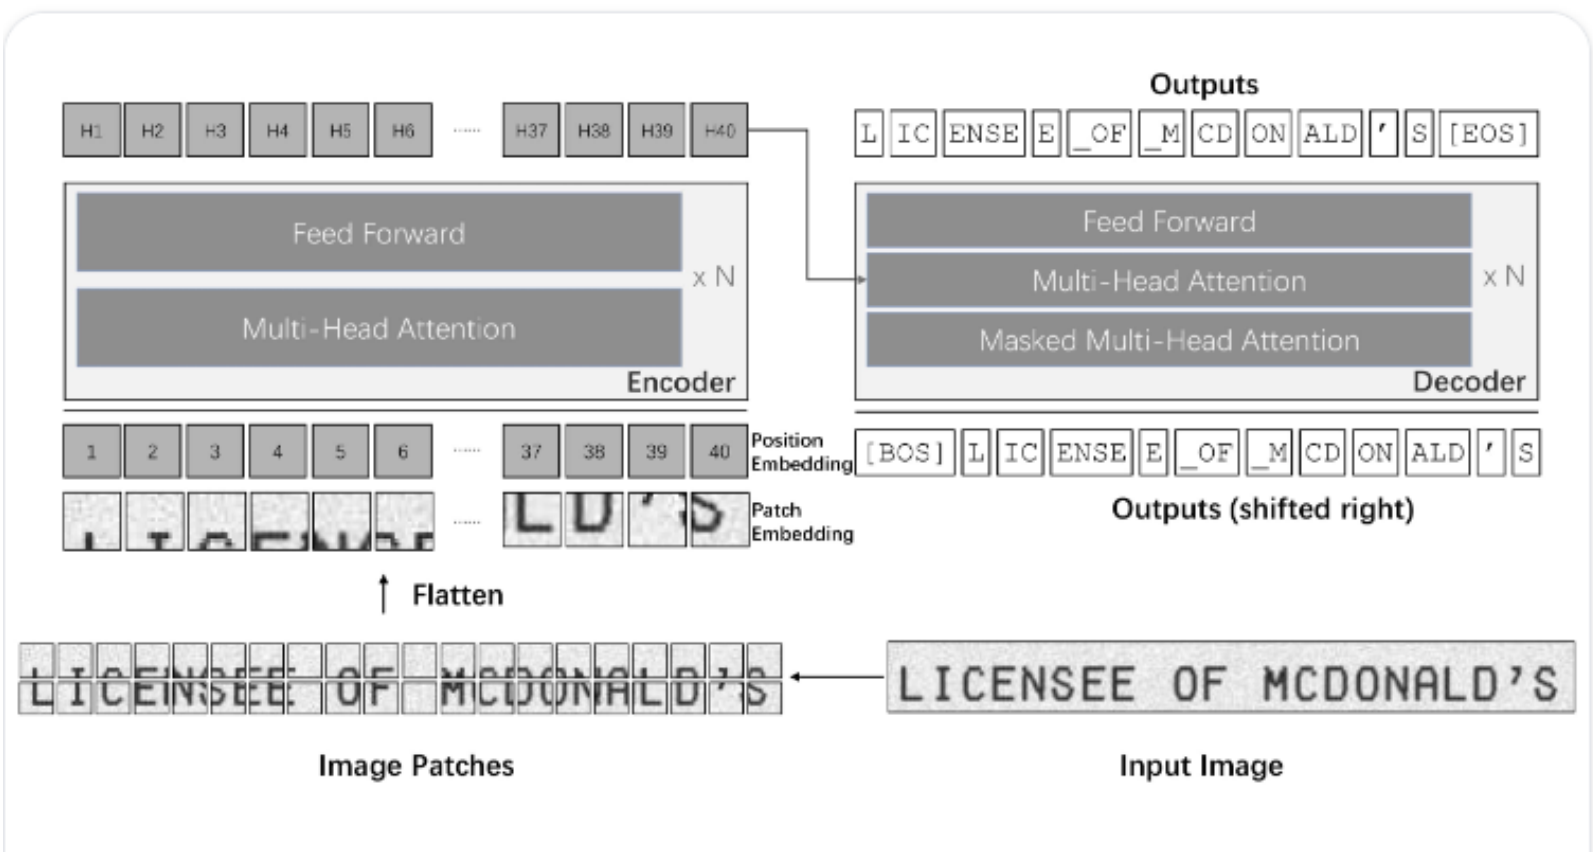 Outputs
H1 H2 H3 H4 H5 H6 ...... H37 H38 H39 H40
L IC ENSE E _OF _M CD ON ALD ' S [EOS]
Feed Forward
Multi-Head Attention
x N
Encoder
Feed Forward
Multi-Head Attention
Masked Multi-Head Attention
x N
Decoder
1 2 3 4 5 6 ...... 37 38 39 40
Position
Embedding
[BOS] L IC ENSE E _OF _M CD ON ALD ' S
LICENSE ...... LD'S
Patch
Embedding
Outputs (shifted right)
Flatten
LICENSEE OF MCDONALD'S
LICENSEE OF MCDONALD'S
Image Patches
Input Image